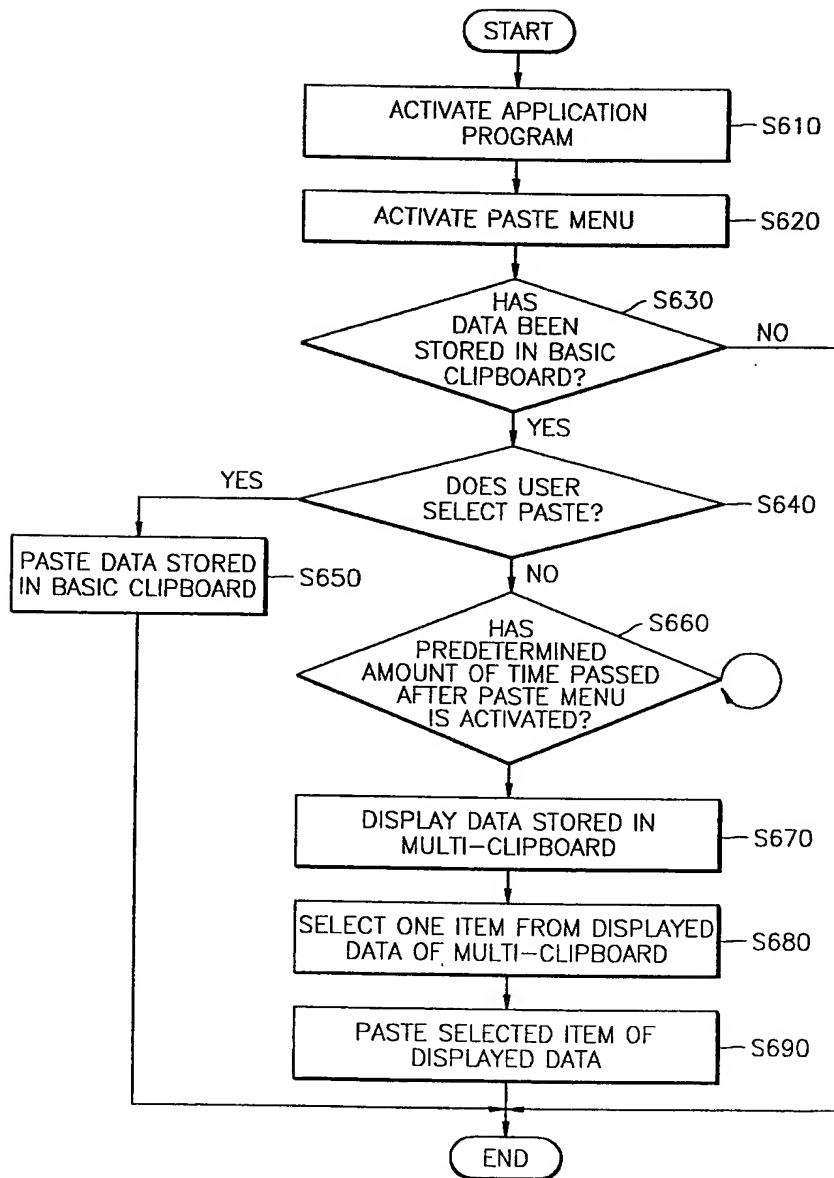 START
ACTIVATE APPLICATION
PROGRAM
S610
ACTIVATE PASTE MENU
S620
HAS
DATA BEEN
STORED IN BASIC
CLIPBOARD?
S630
NO
YES
DOES USER
SELECT PASTE?
S640
YES
PASTE DATA STORED
IN BASIC CLIPBOARD
S650
NO
HAS
PREDETERMINED
AMOUNT OF TIME PASSED
AFTER PASTE MENU
IS ACTIVATED?
S660
DISPLAY DATA STORED IN
MULTI-CLIPBOARD
S670
SELECT ONE ITEM FROM DISPLAYED
DATA OF MULTI-CLIPBOARD
S680
PASTE SELECTED ITEM OF
DISPLAYED DATA
S690
END